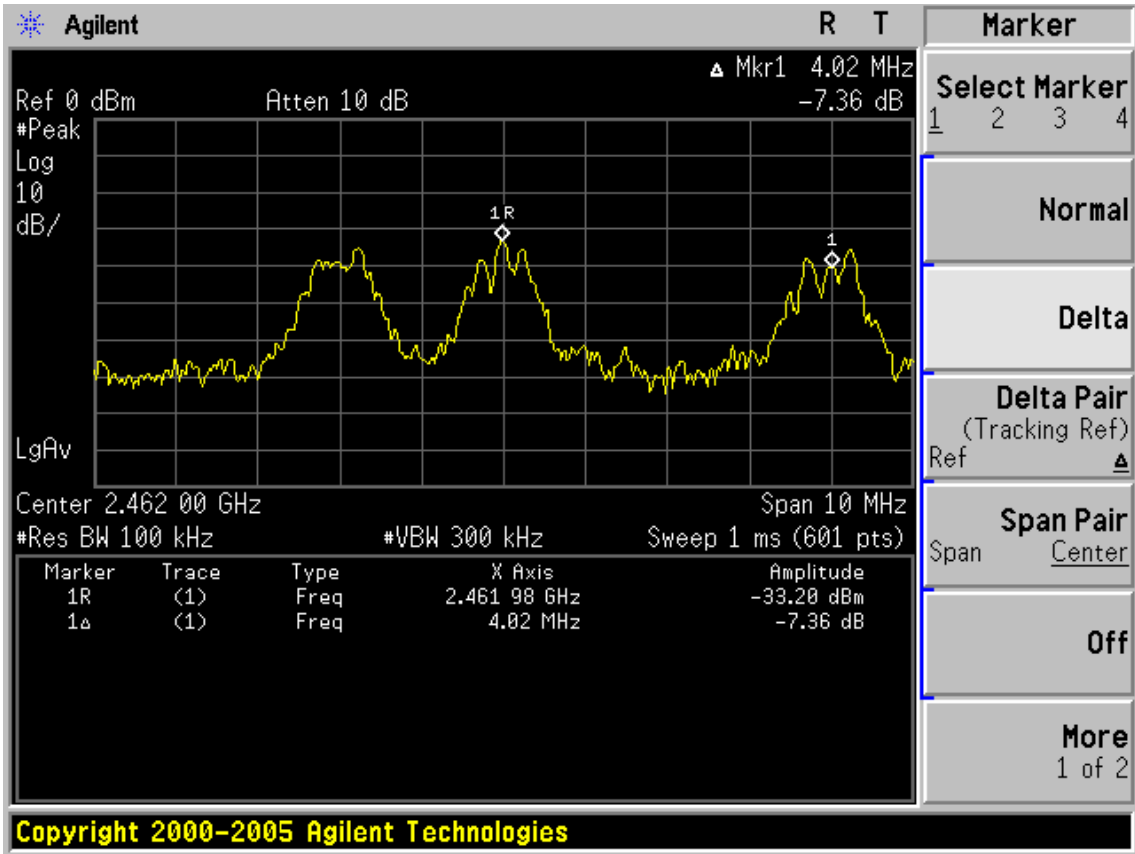 Agilent R T
Δ Mkr1 4.02 MHz
Ref 0 dBm Atten 10 dB -7.36 dB
#Peak
Log
10
dB/
1R
1
LgAv
Center 2.462 00 GHz Span 10 MHz
#Res BW 100 kHz #VBW 300 kHz Sweep 1 ms (601 pts)
Marker Trace Type X Axis Amplitude
1R (1) Freq 2.461 98 GHz -33.20 dBm
1Δ (1) Freq 4.02 MHz -7.36 dB
Marker
Select Marker
1 2 3 4
Normal
Delta
Delta Pair
(Tracking Ref)
Ref Δ
Span Pair
Span Center
Off
More
1 of 2
Copyright 2000-2005 Agilent Technologies